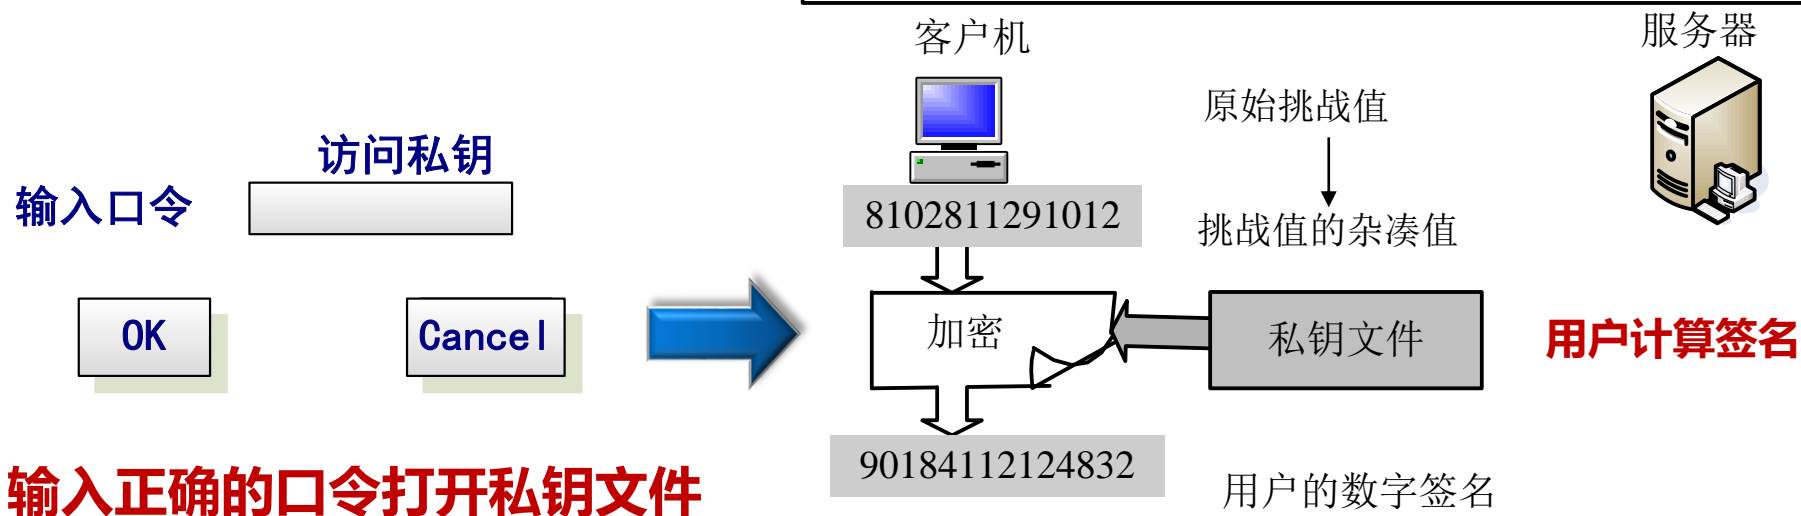 访问私钥
输入口令
OK
Cancel
输入正确的口令打开私钥文件
客户机
服务器
原始挑战值
8102811291012
挑战值的杂凑值
加密
私钥文件
用户计算签名
90184112124832
用户的数字签名